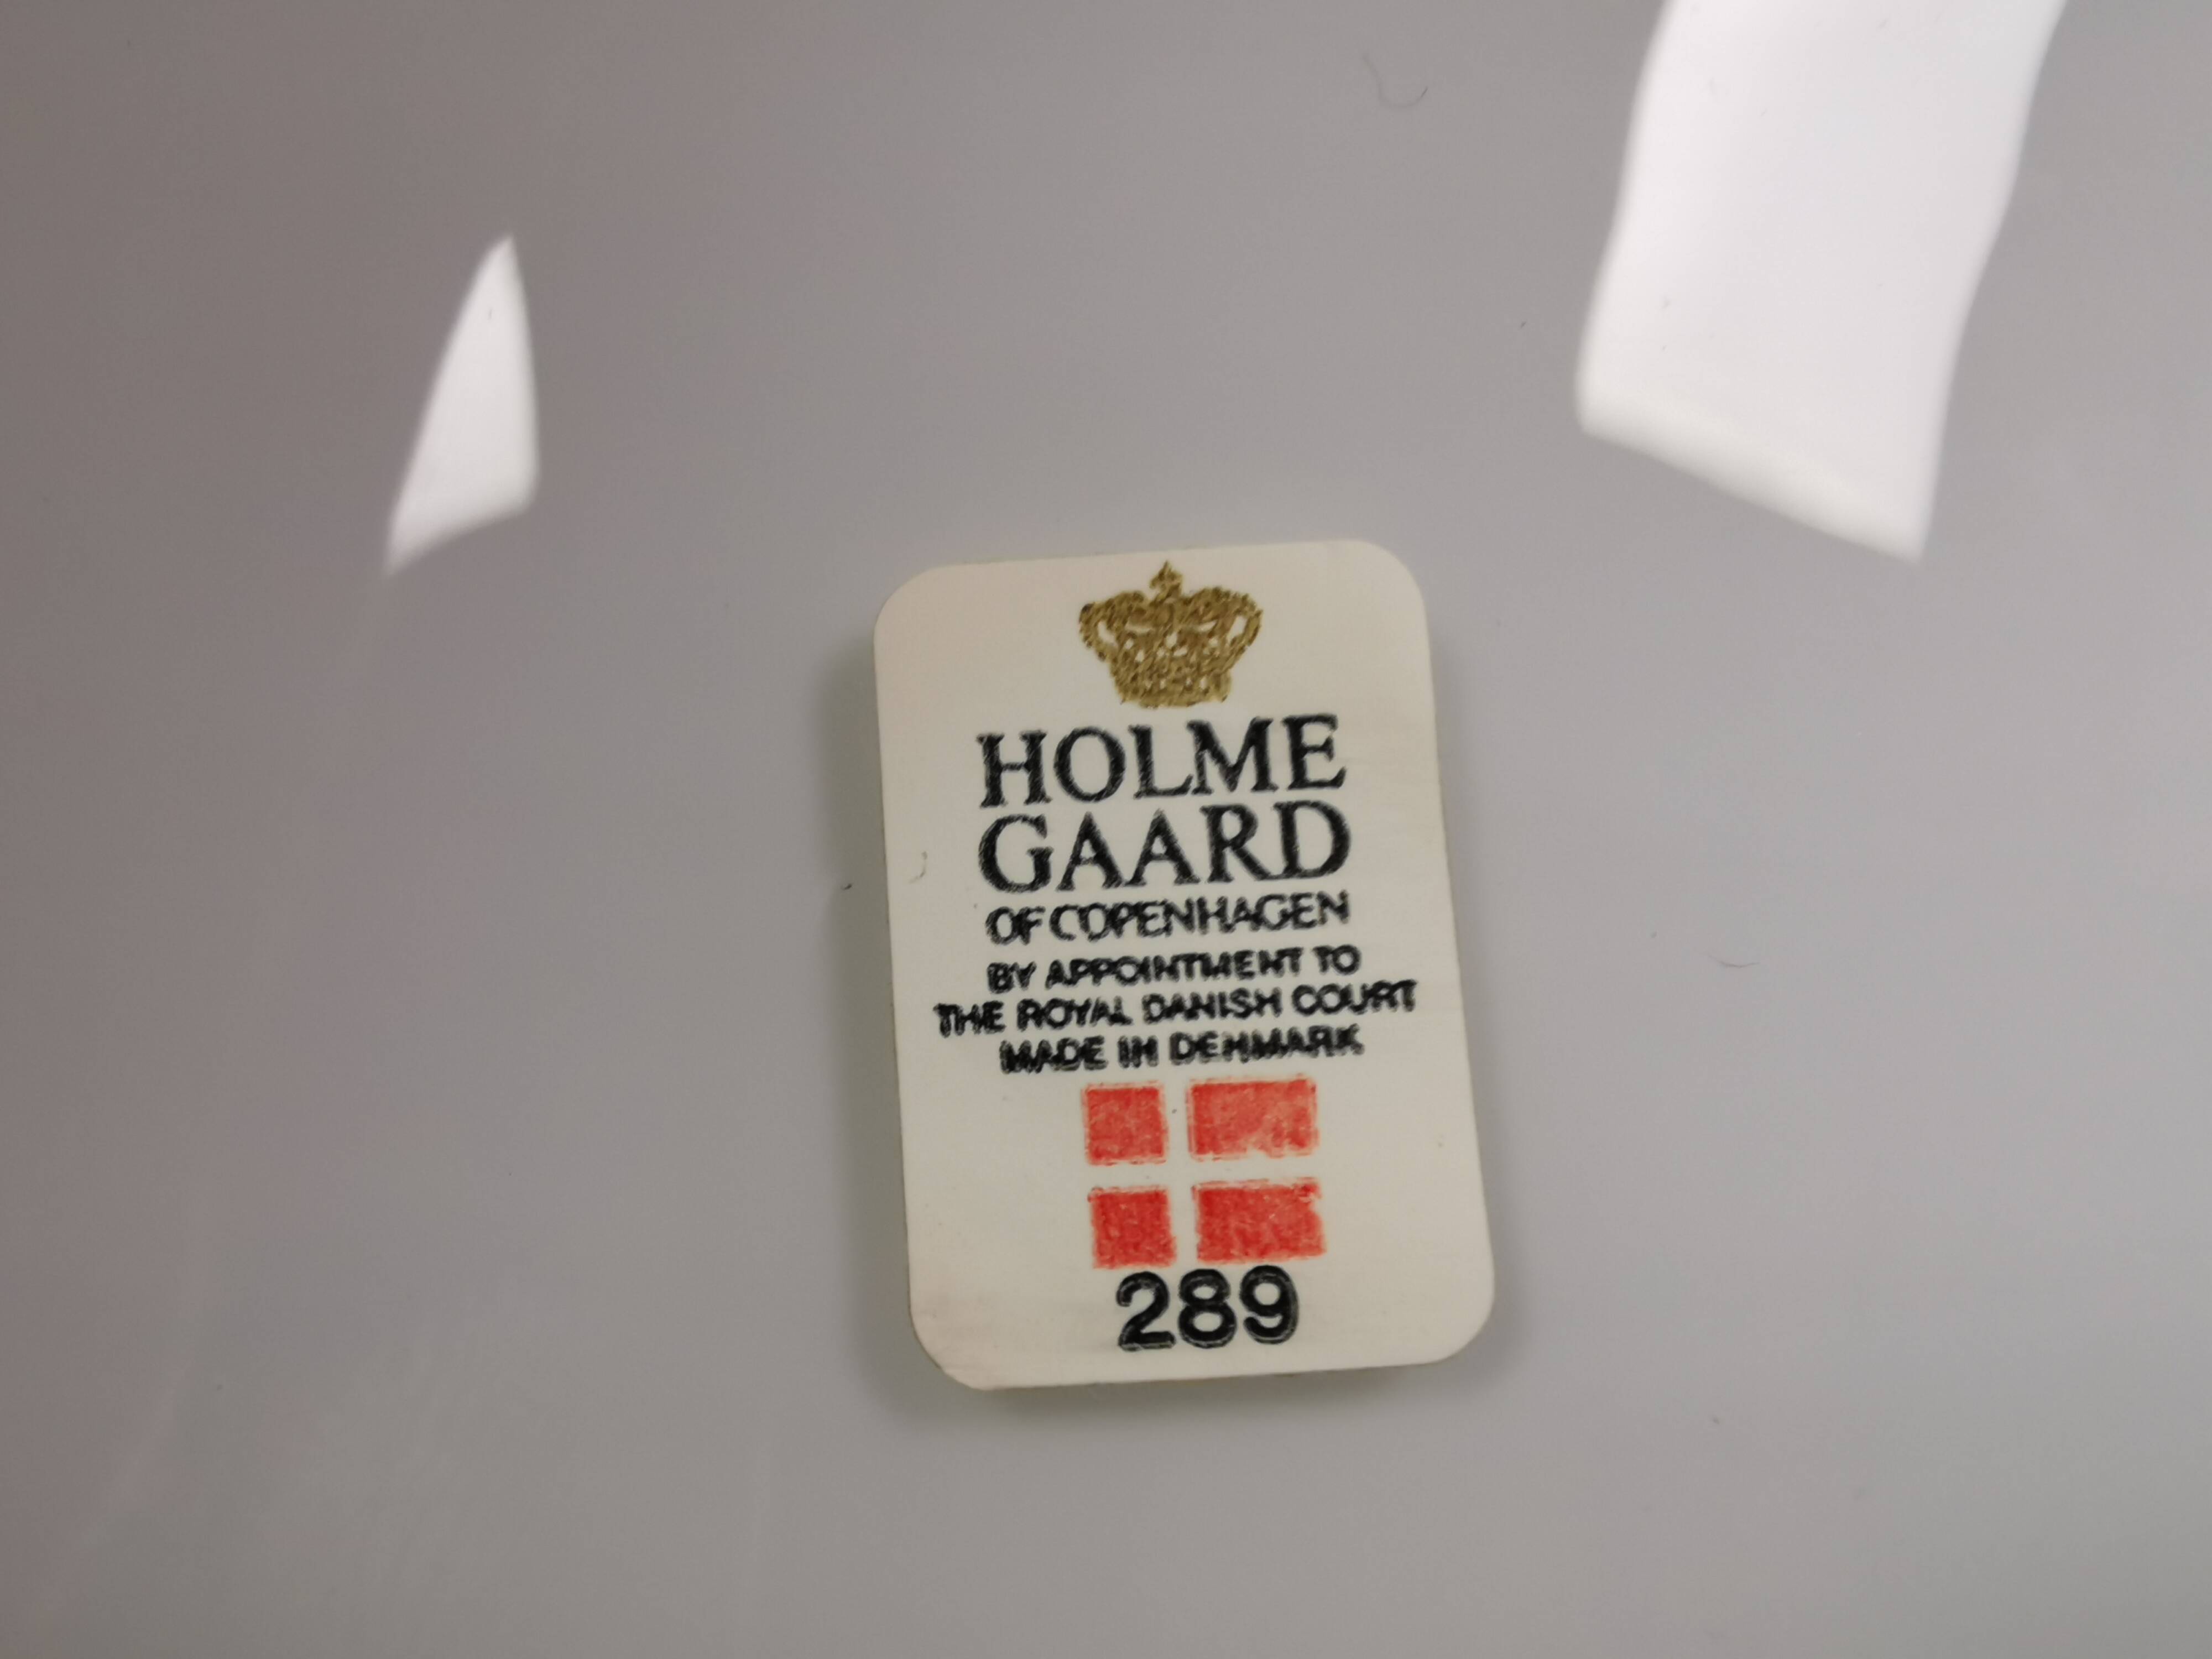 HOLME
GAARD
OF COPENHAGEN
BY APPOINTMENT TO
THE ROYAL DANISH COURT
MADE IN DENMARK
289